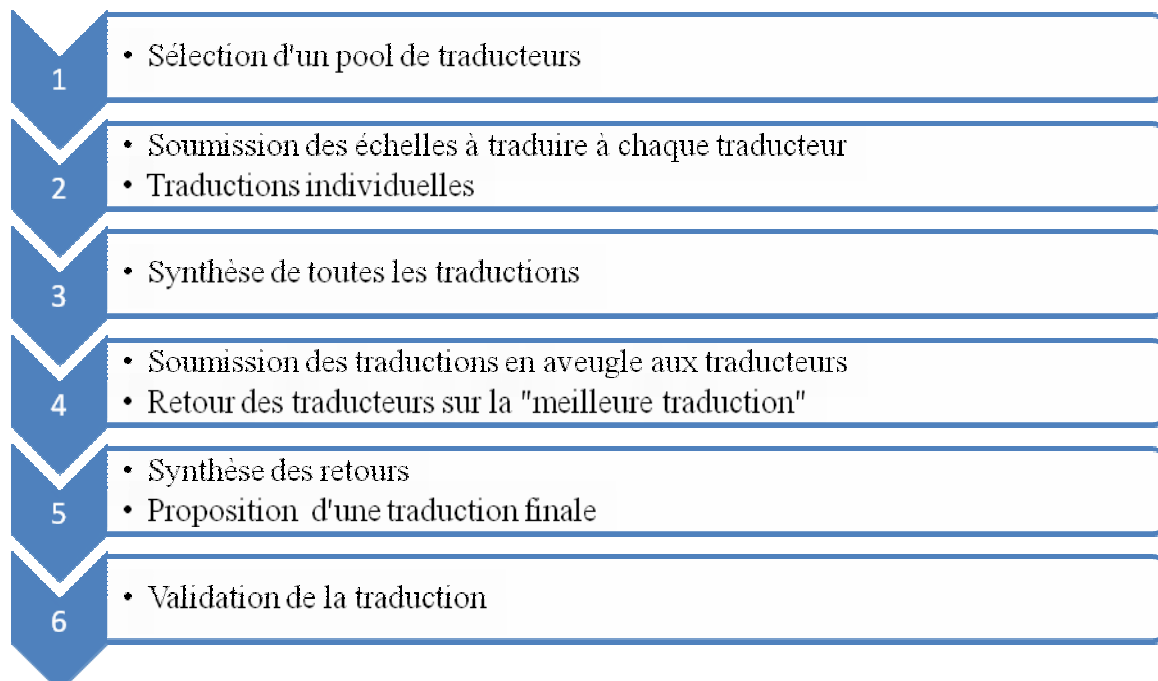 1
• Sélection d'un pool de traducteurs
2
• Soumission des échelles à traduire à chaque traducteur
• Traductions individuelles
3
• Synthèse de toutes les traductions
4
• Soumission des traductions en aveugle aux traducteurs
• Retour des traducteurs sur la "meilleure traduction"
5
• Synthèse des retours
• Proposition d'une traduction finale
6
• Validation de la traduction